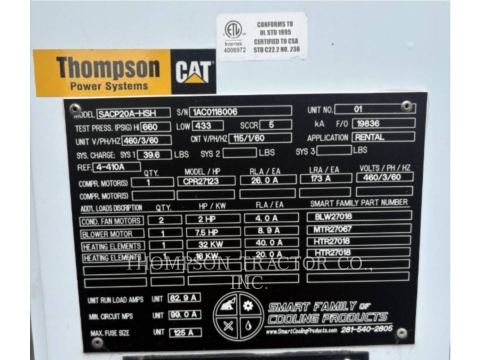 ETL
Intertek
4006972
CONFORMS TO
UL STD 1995
CERTIFIED TO CSA
STD C22.2 NO. 236
Thompson
Power Systems
CAT
MODEL SACP20A-HSH S/N 1AC0118006 UNIT NO. 01
TEST PRESS. (PSIG) HI 660 LOW 433 SCCR 5 kA F/O 19836
UNIT V/PH/HZ 460/3/60 CNT V/PH/HZ 115/1/60 APPLICATION RENTAL
SYS. CHARGE: SYS 1 39.6 LBS SYS 2 LBS SYS 3 LBS
REF. 4-410A
QTY MODEL / HP RLA / EA LRA / EA VOLTS / PH / HZ
COMPR. MOTOR(S) 1 CPR27123 26.0 A 173 A 460/3/60
COMPR. MOTOR(S)
ADD'L LOADS DISCRIPTION QTY HP / KW FLA / EA SMART FAMILY PART NUMBER
COND. FAN MOTORS 2 2 HP 4.0 A BLW27018
BLOWER MOTOR 1 7.5 HP 8.9 A MTR27067
HEATING ELEMENTS 1 32 KW 40.0 A HTR27018
HEATING ELEMENTS 1 16 KW 20.0 A HTR27018
THOMPSON TRACTOR CO.,
INC.
UNIT RUN LOAD AMPS UNIT 82.9 A
MIN. CIRCUIT MPS UNIT 99.0 A
MAX. FUSE SIZE UNIT 125 A
SMART FAMILY OF
COOLING PRODUCTS
www.SmartCoolingProducts.com 281-540-2805